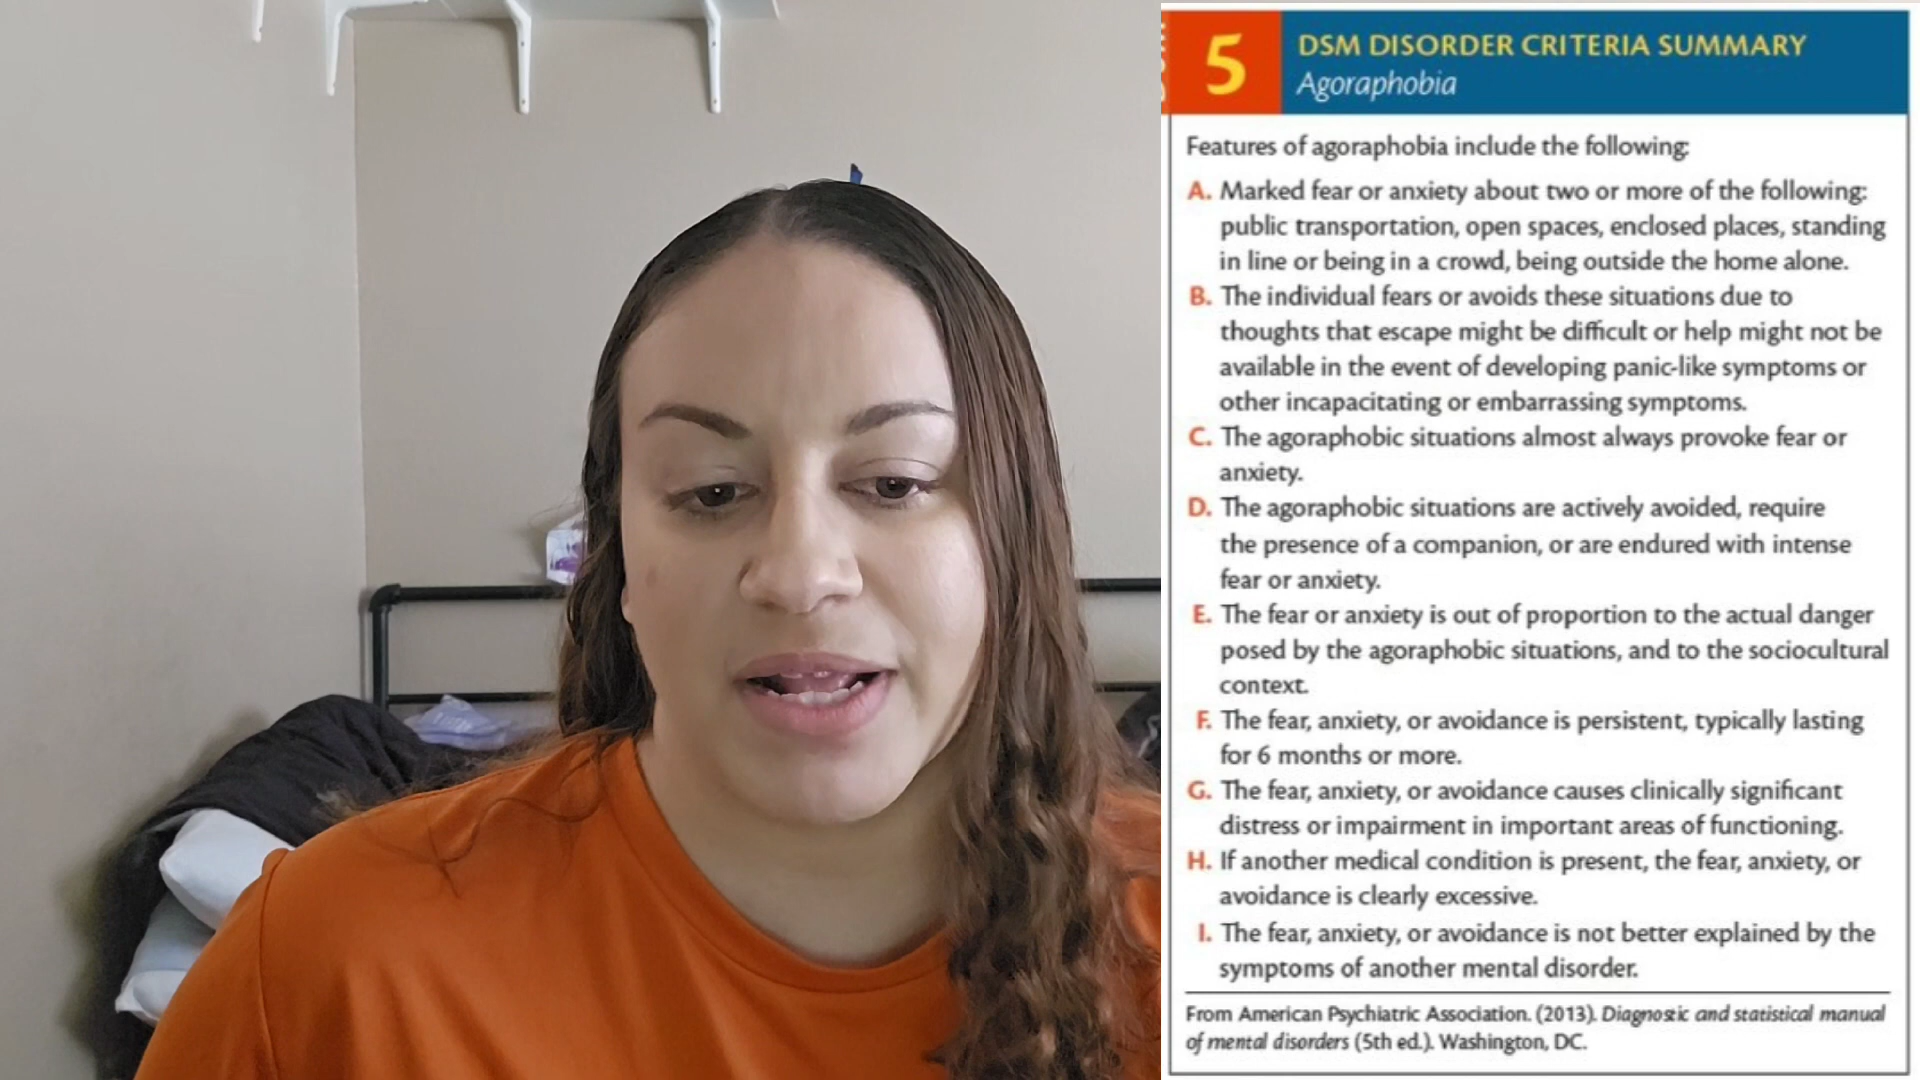 5
DSM DISORDER CRITERIA SUMMARY
Agoraphobia
Features of agoraphobia include the following:
A. Marked fear or anxiety about two or more of the following:
public transportation, open spaces, enclosed places, standing
in line or being in a crowd, being outside the home alone.
B. The individual fears or avoids these situations due to
thoughts that escape might be difficult or help might not be
available in the event of developing panic-like symptoms or
other incapacitating or embarrassing symptoms.
C. The agoraphobic situations almost always provoke fear or
anxiety.
D. The agoraphobic situations are actively avoided, require
the presence of a companion, or are endured with intense
fear or anxiety.
E. The fear or anxiety is out of proportion to the actual danger
posed by the agoraphobic situations, and to the sociocultural
context.
F. The fear, anxiety, or avoidance is persistent, typically lasting
for 6 months or more.
G. The fear, anxiety, or avoidance causes clinically significant
distress or impairment in important areas of functioning.
H. If another medical condition is present, the fear, anxiety, or
avoidance is clearly excessive.
I. The fear, anxiety, or avoidance is not better explained by the
symptoms of another mental disorder.
From American Psychiatric Association. (2013). Diagnostic and statistical manual
of mental disorders (5th ed.). Washington, DC.